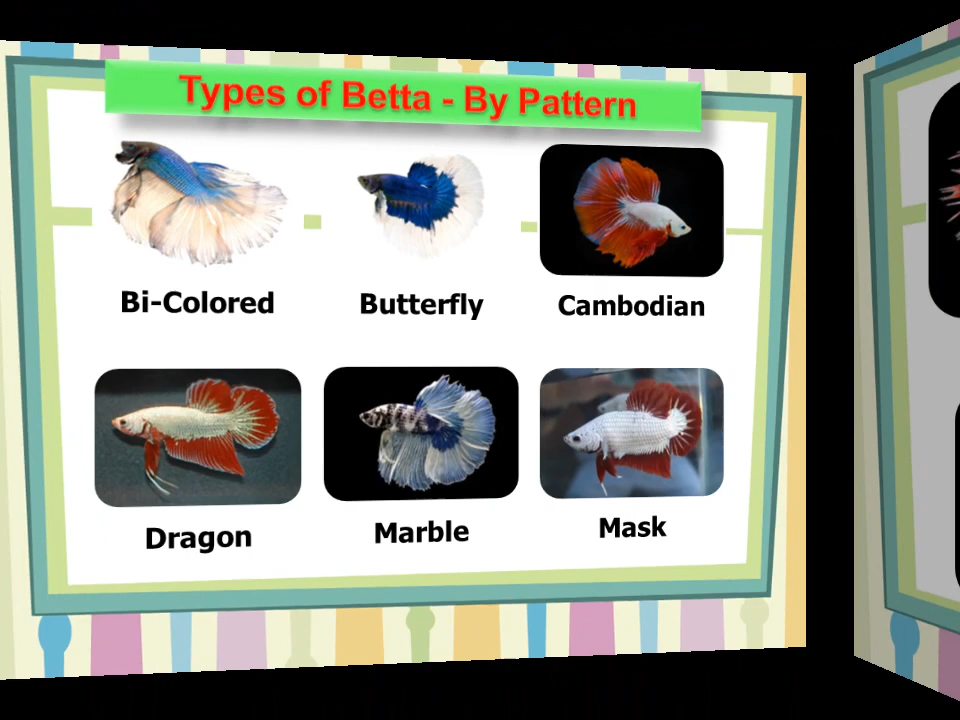 Types of Betta - By Pattern
Bi-Colored
Butterfly
Cambodian
Dragon
Marble
Mask